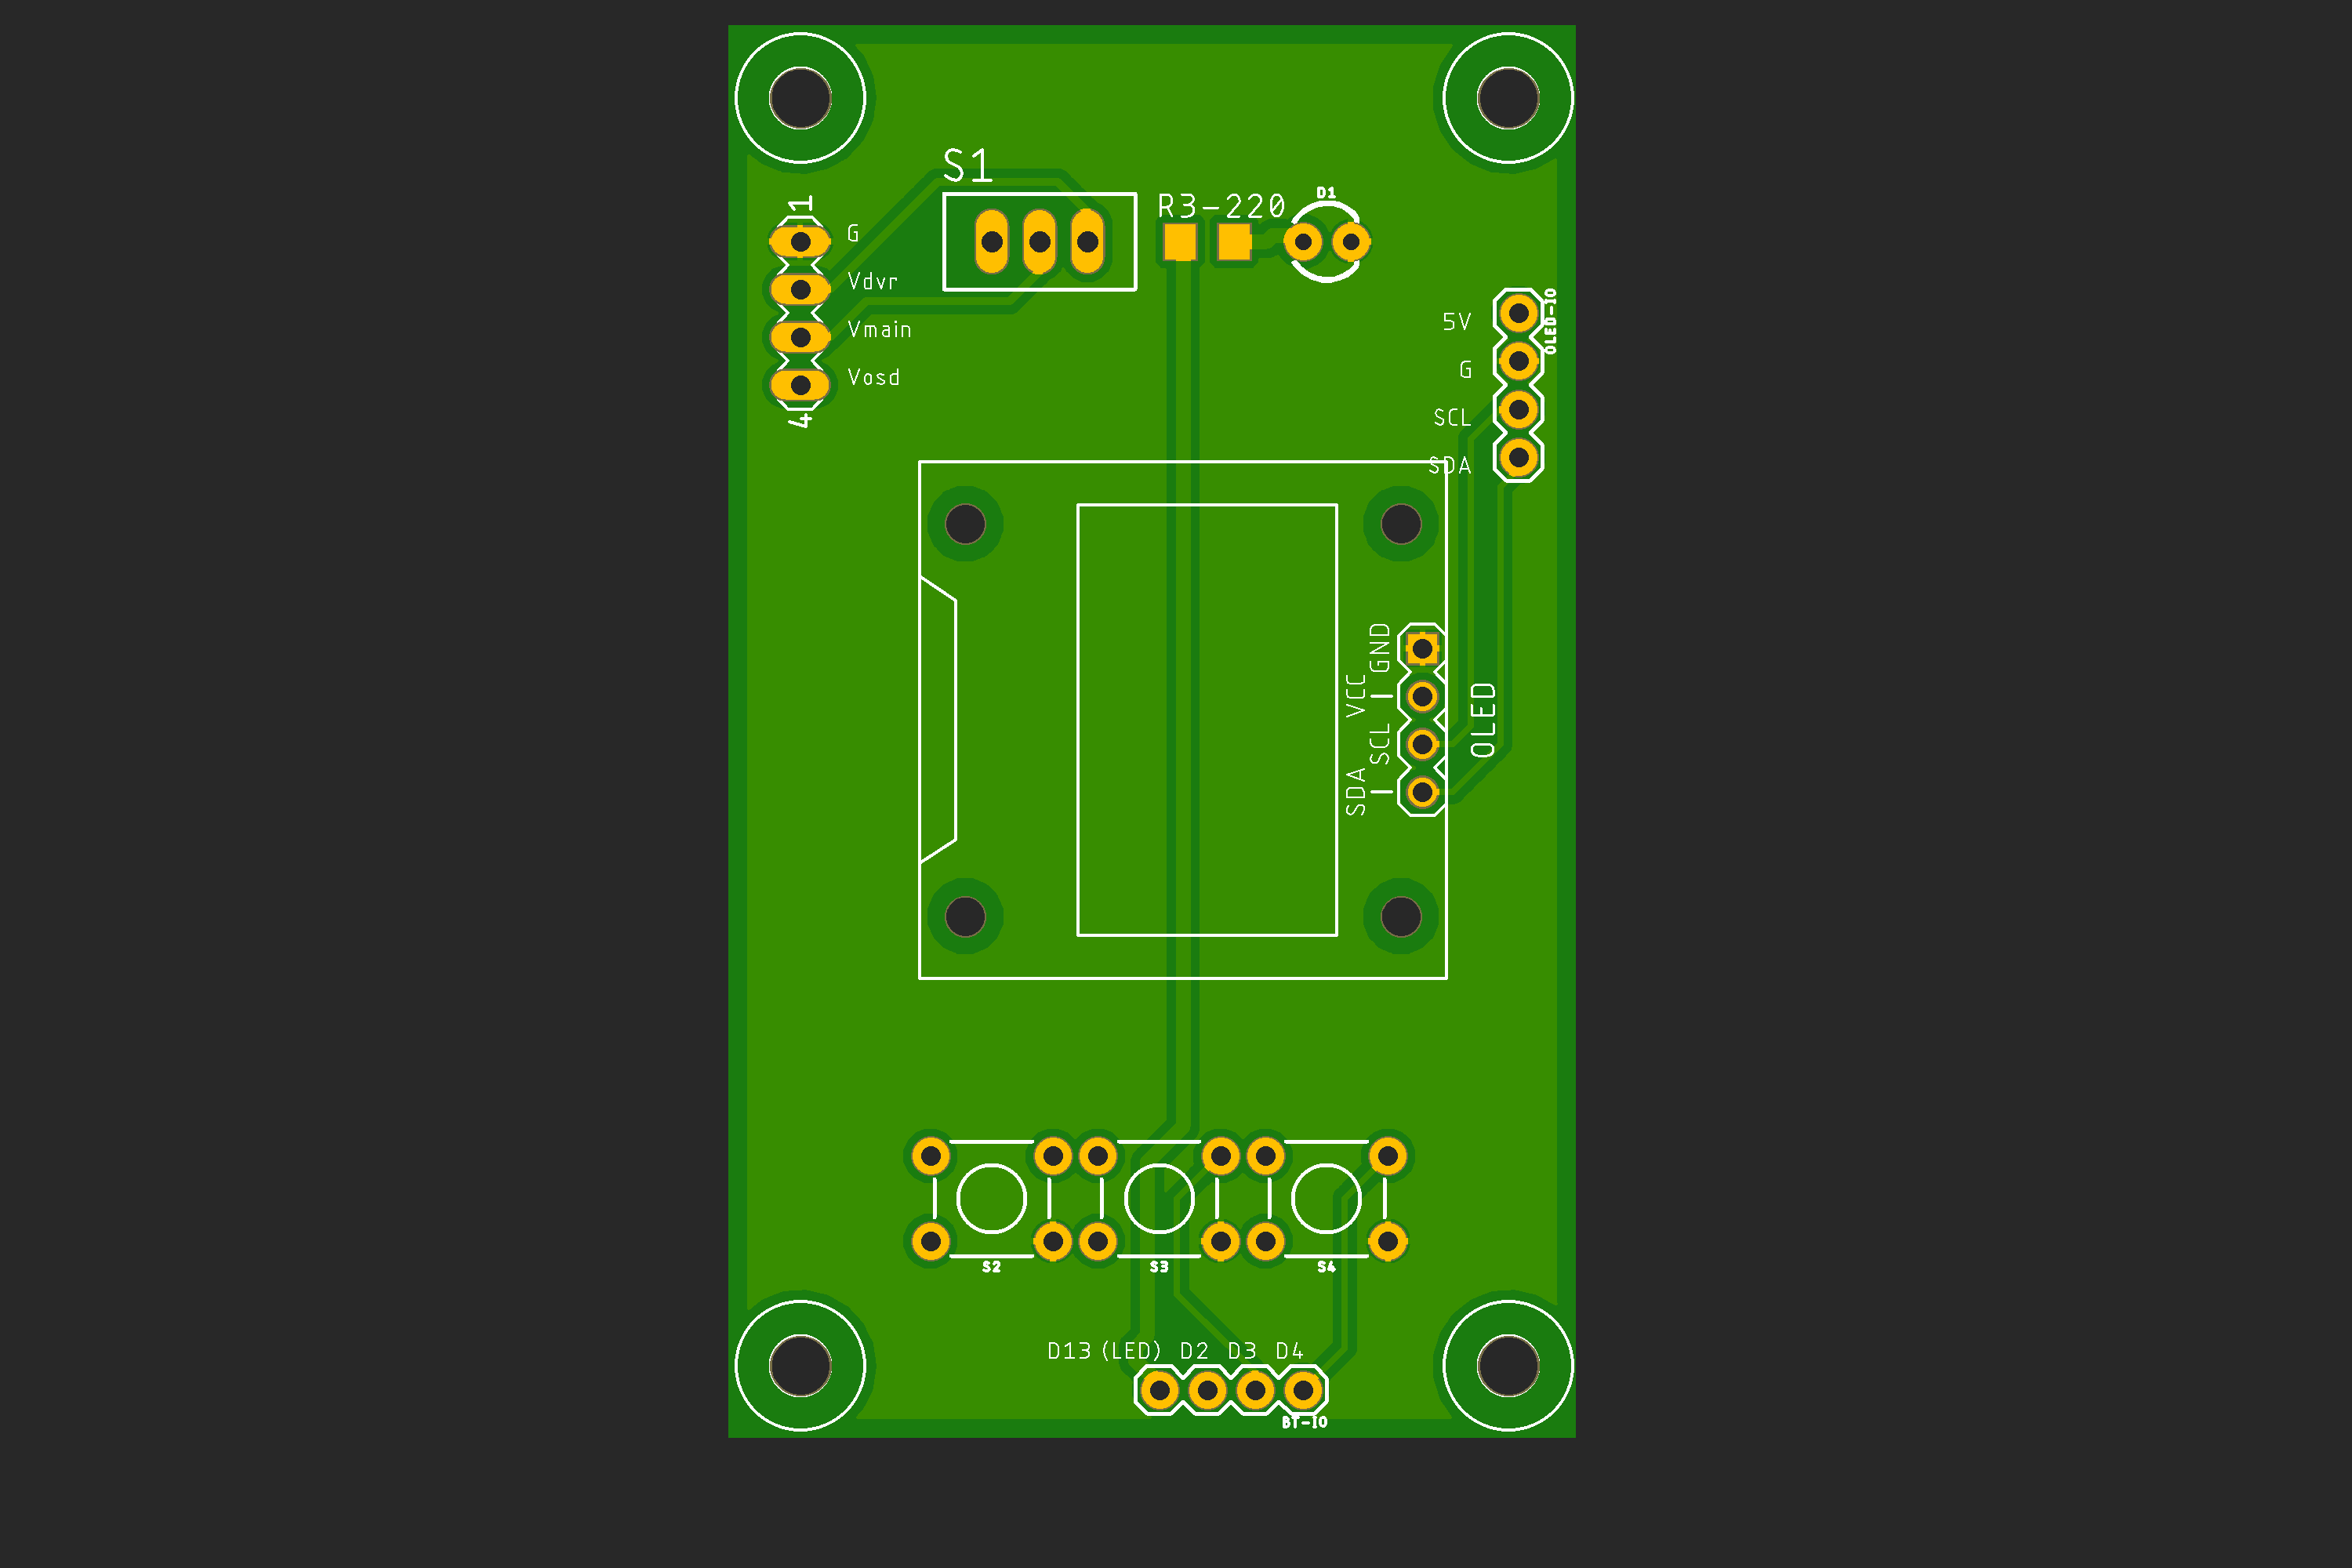 S1
R3-220
D1
1
G
Vdvr
Vmain
Vosd
4
OLED-IO
5V
G
SCL
SDA
GND
VCC
SCL
SDA
OLED
S2
S3
S4
D13 (LED) D2 D3 D4
BT-IO